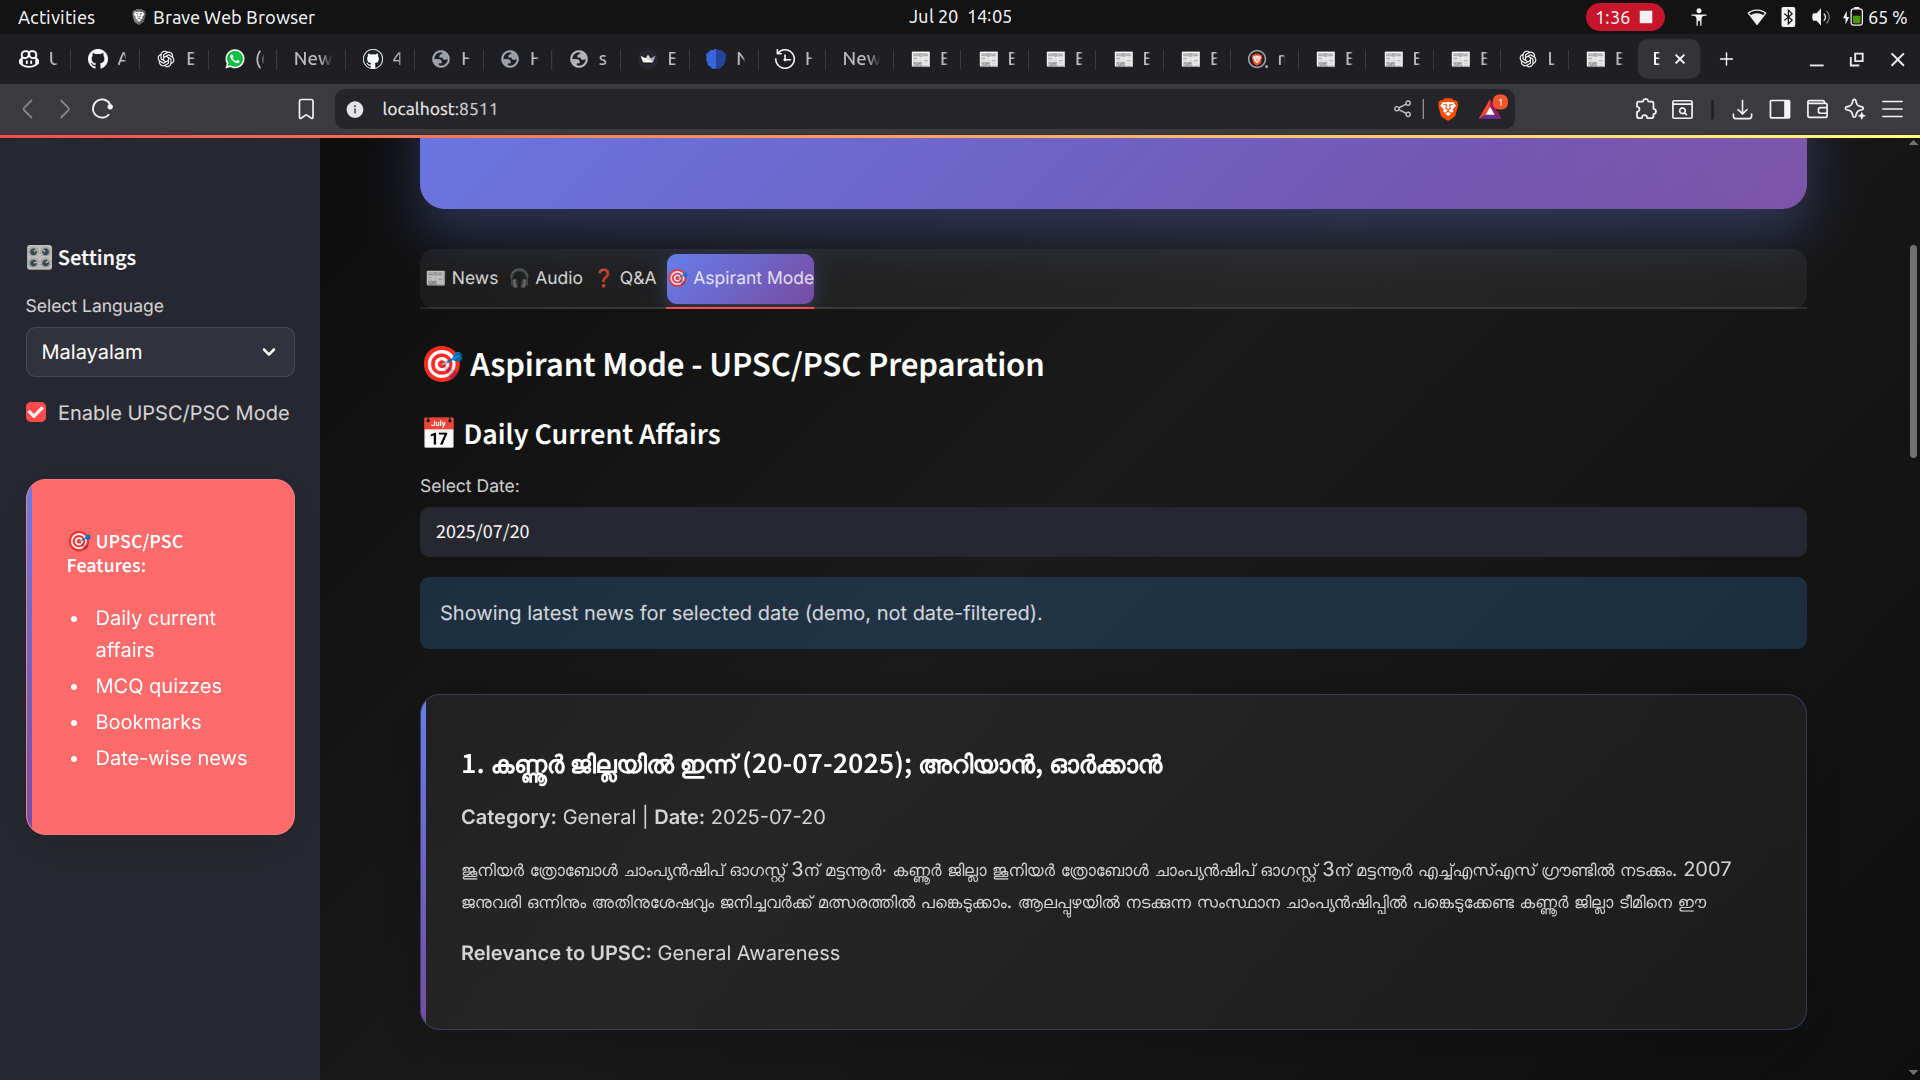 Activities
Brave Web Browser
Jul 20 14:05
1:36
65 %
U
A
E
(
New
4
H
H
s
E
N
H
New
E
E
E
E
E
r
E
E
E
L
E
E
localhost:8511
1
Settings
Select Language
Malayalam
Enable UPSC/PSC Mode
UPSC/PSC
Features:
• Daily current
affairs
• MCQ quizzes
• Bookmarks
• Date-wise news
News
Audio
Q&A
Aspirant Mode
Aspirant Mode - UPSC/PSC Preparation
July
17
Daily Current Affairs
Select Date:
2025/07/20
Showing latest news for selected date (demo, not date-filtered).
1. കണ്ണൂർ ജില്ലയിൽ ഇന്ന് (20-07-2025); അറിയാൻ, ഓർക്കാൻ
Category: General | Date: 2025-07-20
ജൂനിയർ ത്രോബോൾ ചാംപ്യൻഷിപ് ഓഗസ്റ്റ് 3ന് മട്ടന്നൂർ∙ കണ്ണൂർ ജില്ലാ ജൂനിയർ ത്രോബോൾ ചാംപ്യൻഷിപ് ഓഗസ്റ്റ് 3ന് മട്ടന്നൂർ എച്ച്എസ്എസ് ഗ്രൗണ്ടിൽ നടക്കും. 2007
ജനുവരി ഒന്നിനും അതിനുശേഷവും ജനിച്ചവർക്ക് മത്സരത്തിൽ പങ്കെടുക്കാം. ആലപ്പുഴയിൽ നടക്കുന്ന സംസ്ഥാന ചാംപ്യൻഷിപ്പിൽ പങ്കെടുക്കേണ്ട കണ്ണൂർ ജില്ലാ ടീമിനെ ഈ
Relevance to UPSC: General Awareness